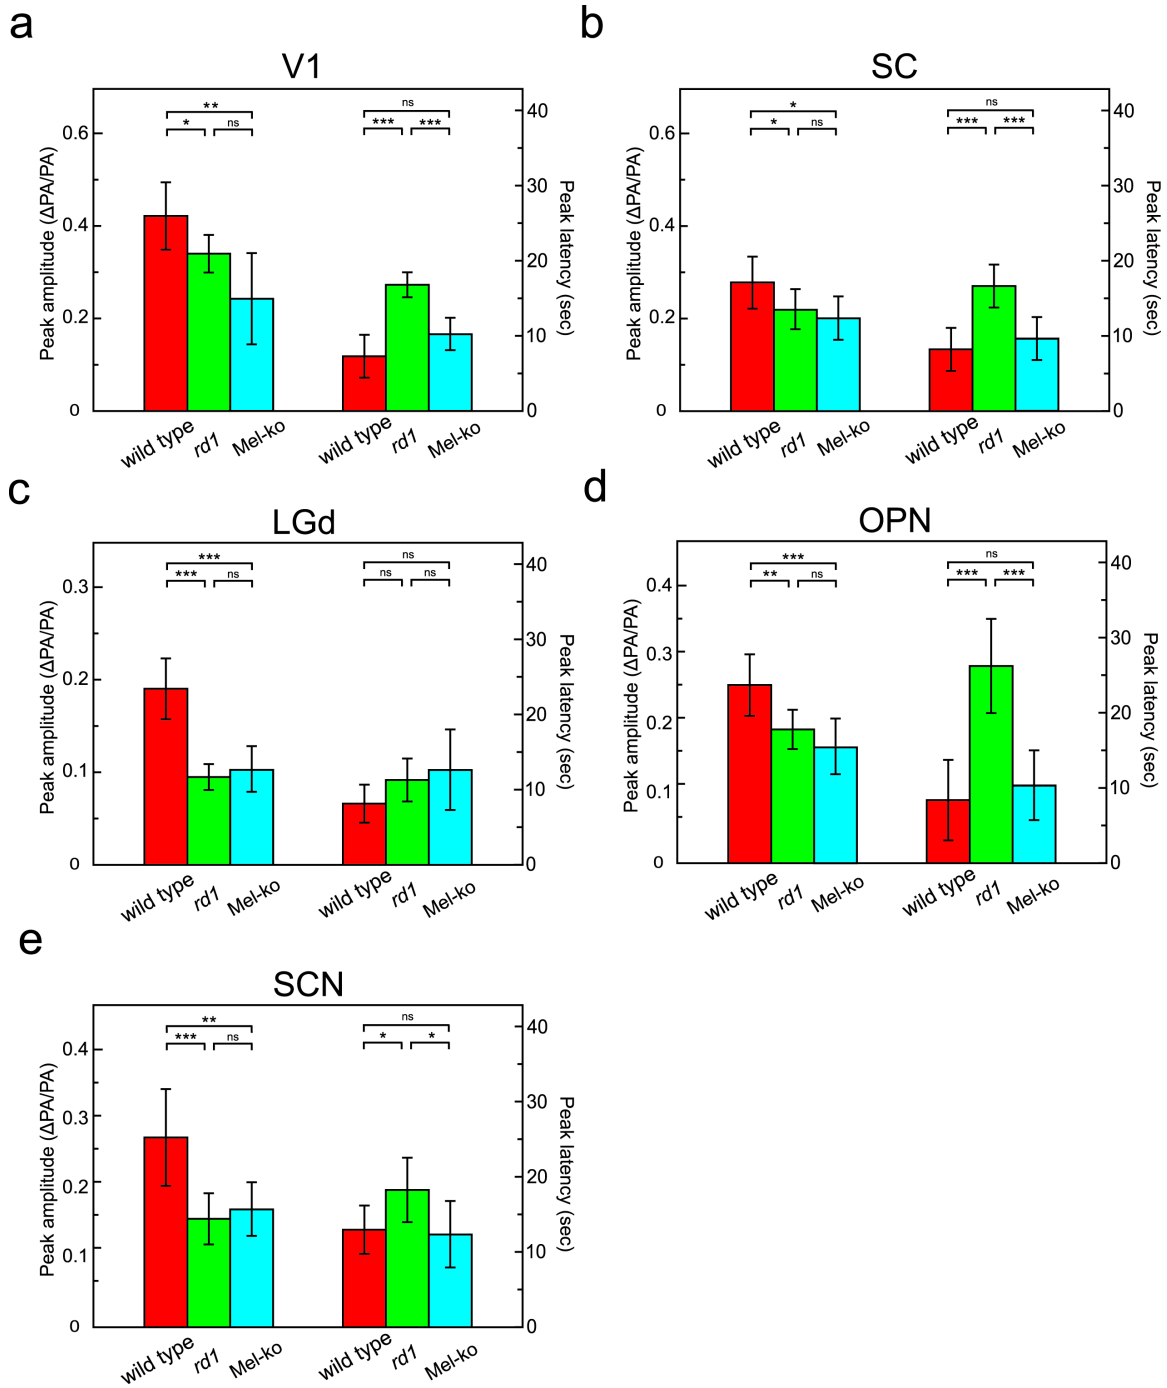 a
V1
Peak amplitude (ΔPA/PA)
0.6
0.4
0.2
0
** 
* ns
ns
*** ***
40
30
20
10
0
Peak latency (sec)
wild type rd1 Mel-ko wild type rd1 Mel-ko
b
SC
Peak amplitude (ΔPA/PA)
0.6
0.4
0.2
0
*
* ns
ns
*** ***
40
30
20
10
0
Peak latency (sec)
wild type rd1 Mel-ko wild type rd1 Mel-ko
c
LGd
Peak amplitude (ΔPA/PA)
0.3
0.2
0.1
0
***
*** ns
ns
ns ns
40
30
20
10
0
Peak latency (sec)
wild type rd1 Mel-ko wild type rd1 Mel-ko
d
OPN
Peak amplitude (ΔPA/PA)
0.4
0.3
0.2
0.1
0
***
** ns
ns
*** ***
40
30
20
10
0
Peak latency (sec)
wild type rd1 Mel-ko wild type rd1 Mel-ko
e
SCN
Peak amplitude (ΔPA/PA)
0.4
0.3
0.2
0.1
0
**
*** ns
ns
* *
40
30
20
10
0
Peak latency (sec)
wild type rd1 Mel-ko wild type rd1 Mel-ko